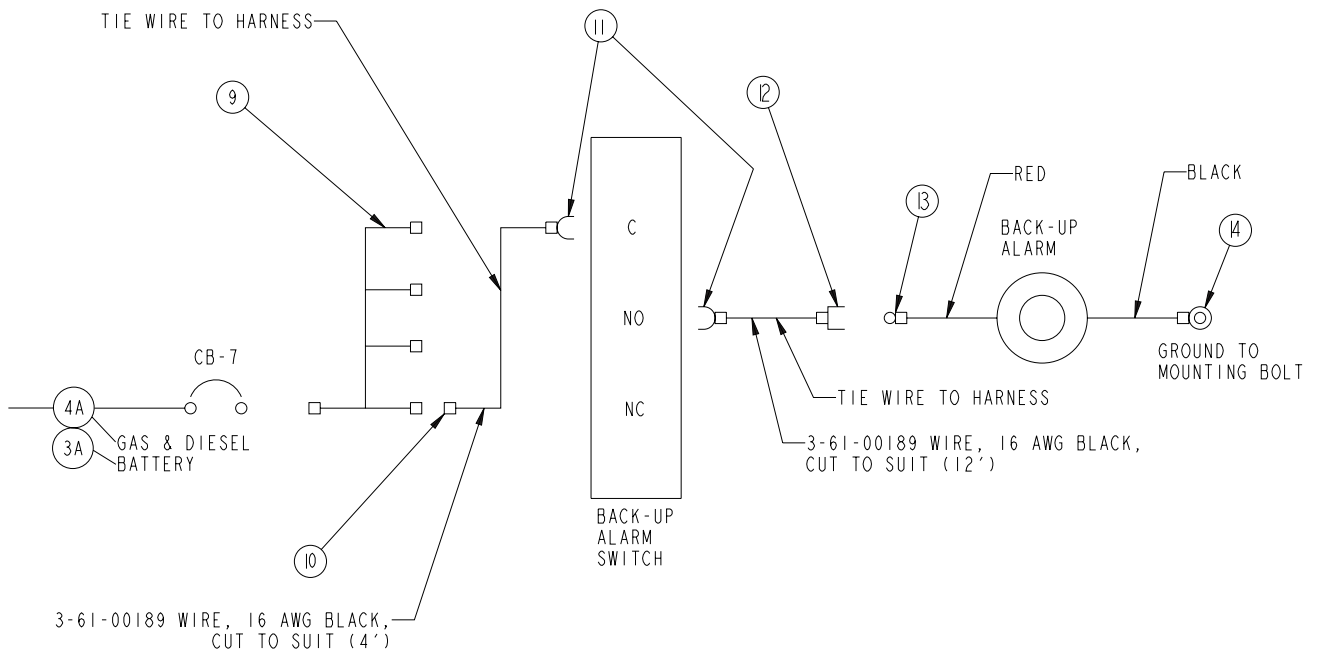 TIE WIRE TO HARNESS
11
9
12
RED
BLACK
13
14
BACK-UP
ALARM
C
NO
NC
CB-7
GROUND TO
MOUNTING BOLT
TIE WIRE TO HARNESS
4A
3A
GAS & DIESEL
BATTERY
3-61-00189 WIRE, 16 AWG BLACK,
CUT TO SUIT (12')
BACK-UP
ALARM
SWITCH
10
3-61-00189 WIRE, 16 AWG BLACK,
CUT TO SUIT (4')